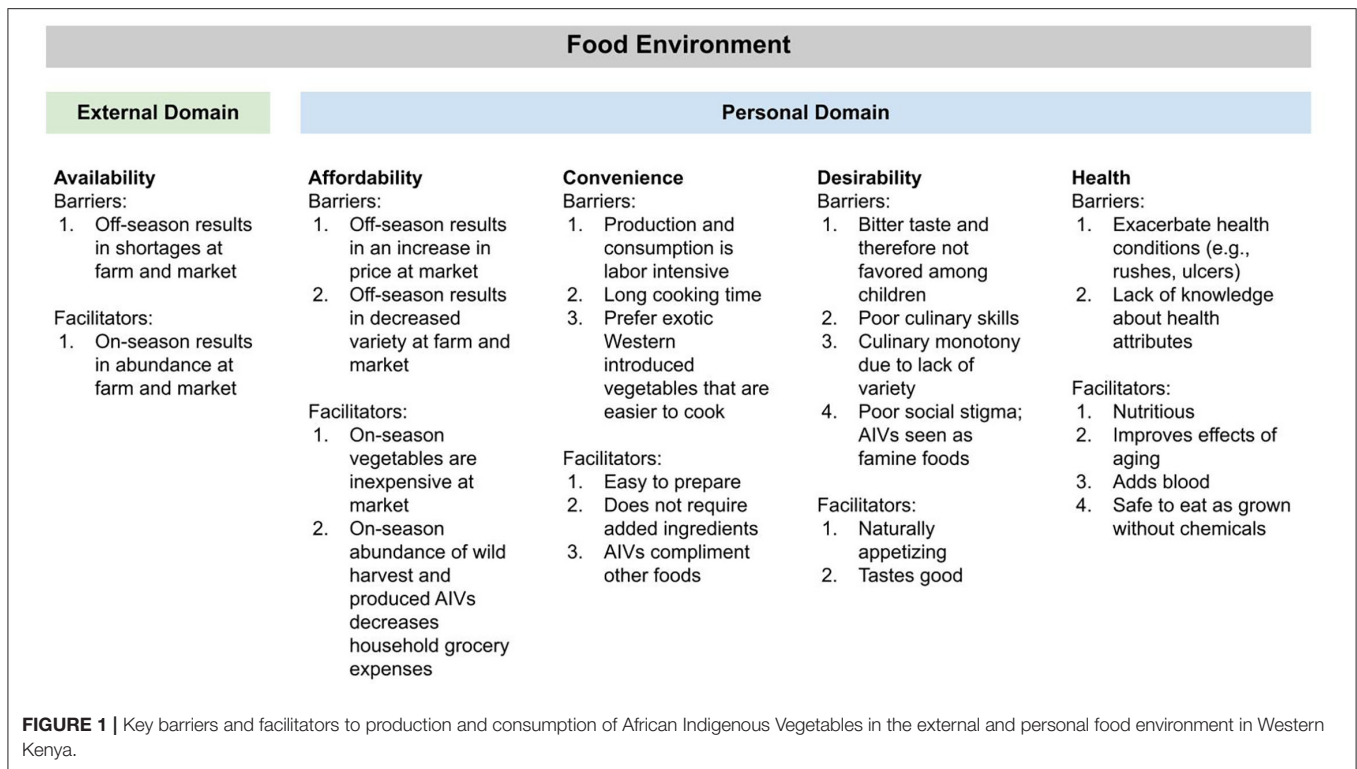 Food Environment
External Domain
Personal Domain
Availability
Barriers:
1. Off-season results
in shortages at
farm and market
Facilitators:
1. On-season results
in abundance at
farm and market
Affordability
Barriers:
1. Off-season results
in an increase in
price at market
2. Off-season results
in decreased
variety at farm and
market
Facilitators:
1. On-season
vegetables are
inexpensive at
market
2. On-season
abundance of wild
harvest and
produced AIVs
decreases
household grocery
expenses
Convenience
Barriers:
1. Production and
consumption is
labor intensive
2. Long cooking time
3. Prefer exotic
Western
introduced
vegetables that are
easier to cook
Facilitators:
1. Easy to prepare
2. Does not require
added ingredients
3. AIVs compliment
other foods
Desirability
Barriers:
1. Bitter taste and
therefore not
favored among
children
2. Poor culinary skills
3. Culinary monotony
due to lack of
variety
4. Poor social stigma;
AIVs seen as
famine foods
Facilitators:
1. Naturally
appetizing
2. Tastes good
Health
Barriers:
1. Exacerbate health
conditions (e.g.,
rushes, ulcers)
2. Lack of knowledge
about health
attributes
Facilitators:
1. Nutritious
2. Improves effects of
aging
3. Adds blood
4. Safe to eat as grown
without chemicals
FIGURE 1 | Key barriers and facilitators to production and consumption of African Indigenous Vegetables in the external and personal food environment in Western
Kenya.